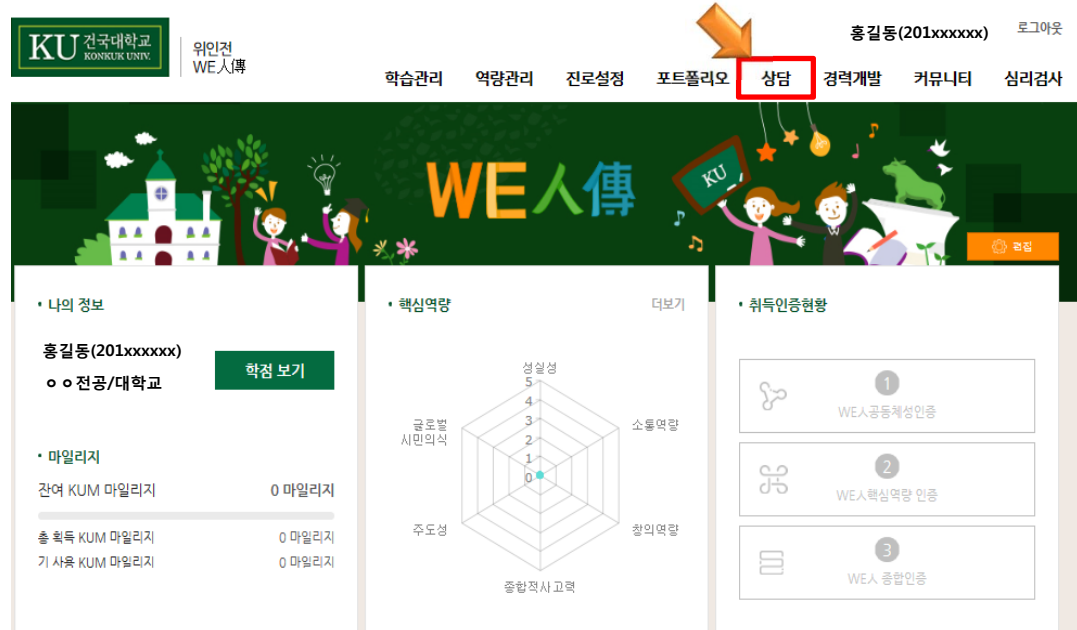 KU 건국대학교
KONKUK UNIV.
위인전
WE人傳
홍길동(201xxxxxx)
로그아웃
학습관리 역량관리 진로설정 포트폴리오 상담 경력개발 커뮤니티 심리검사
WE人傳
KU
편집
• 나의 정보
홍길동(201xxxxxx)
ㅇㅇ전공/대학교
학점 보기
• 마일리지
잔여 KUM 마일리지 0 마일리지
총 획득 KUM 마일리지 0 마일리지
기 사용 KUM 마일리지 0 마일리지
• 핵심역량 더보기
성실성
5
4
3
2
1
0
글로벌
시민의식
소통역량
주도성
창의역량
종합적사고력
• 취득인증현황
1
WE人공동체성인증
2
WE人핵심역량 인증
3
WE人 종합인증